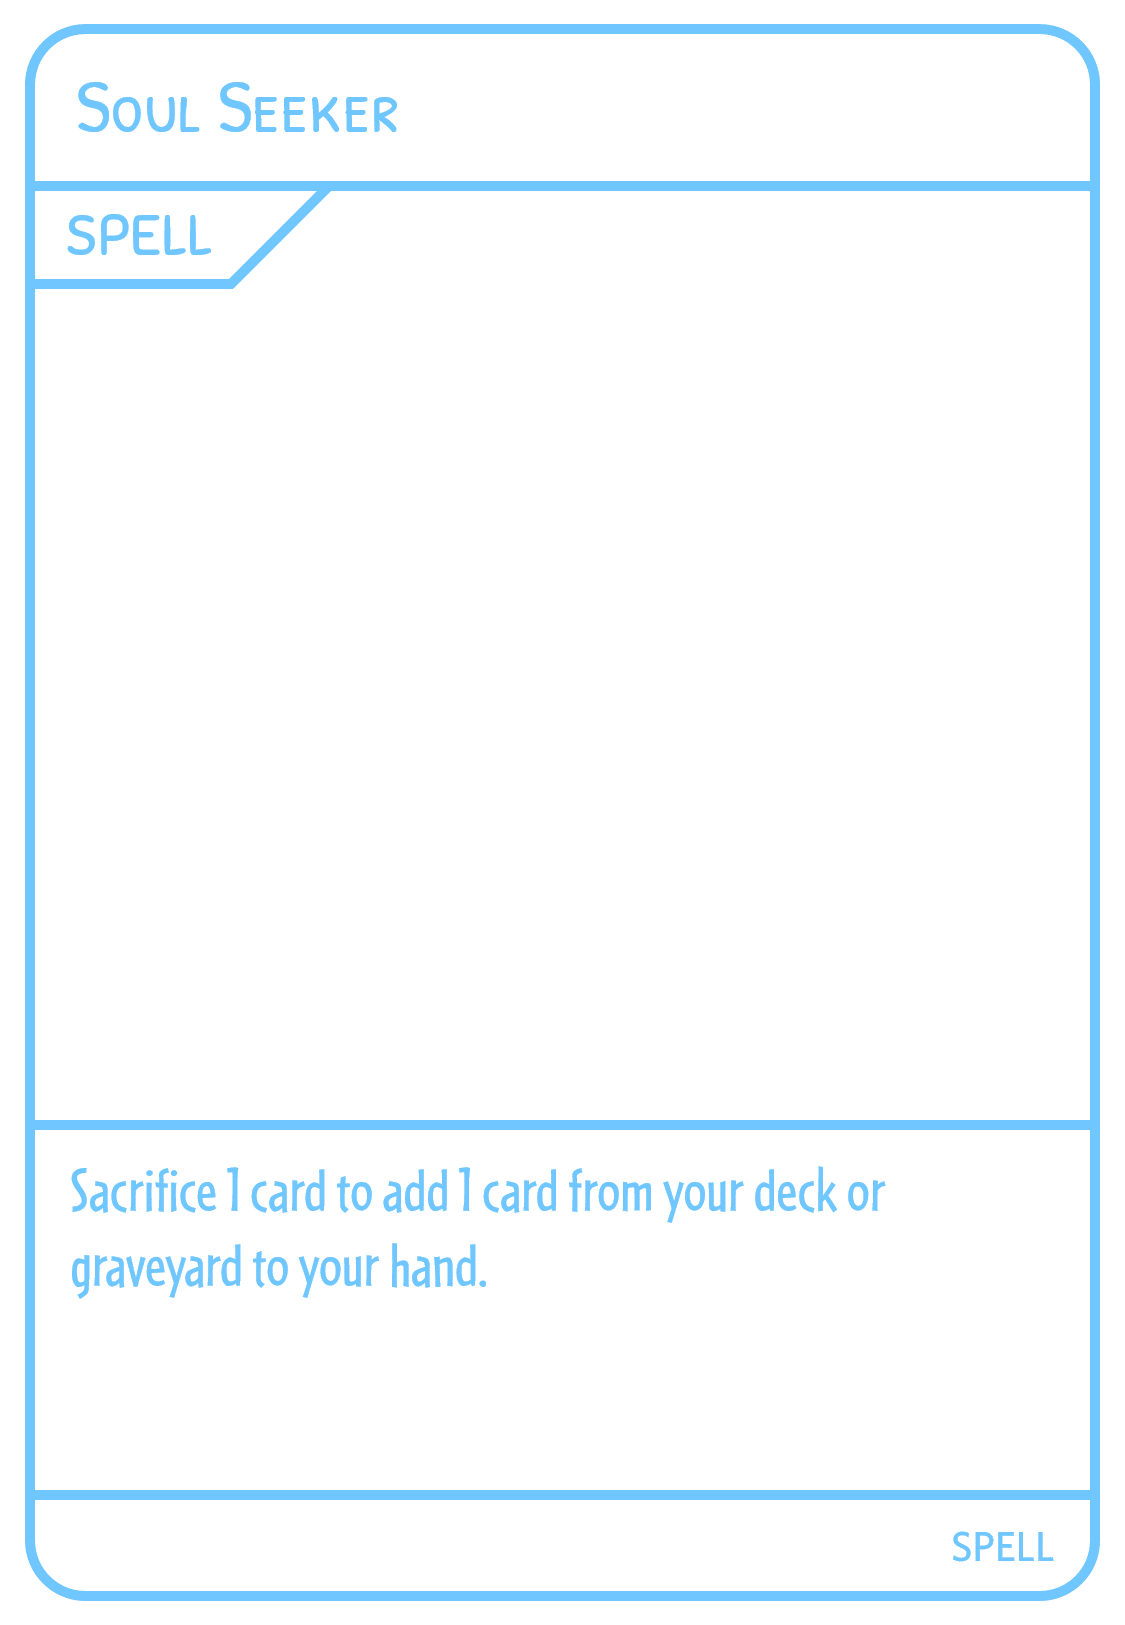 Soul Seeker
SPELL
Sacrifice 1 card to add 1 card from your deck or
graveyard to your hand.
SPELL